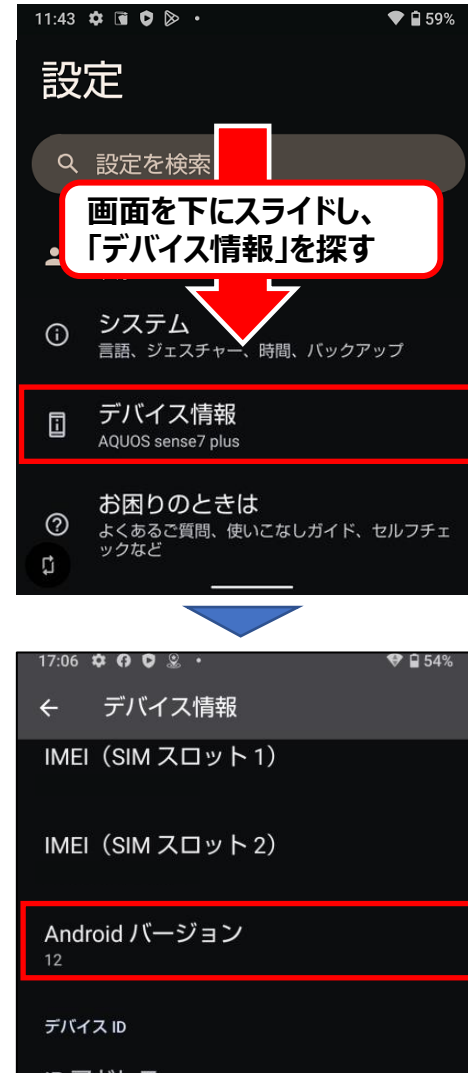 11:43
59%
設定
設定を検索
画面を下にスライドし、
「デバイス情報」を探す
システム
言語、ジェスチャー、時間、バックアップ
デバイス情報
AQUOS sense7 plus
お困りのときは
よくあるご質問、使いこなしガイド、セルフチェ
ックなど
17:06
54%
デバイス情報
IMEI（SIM スロット 1）
IMEI（SIM スロット 2）
Android バージョン
12
デバイス ID